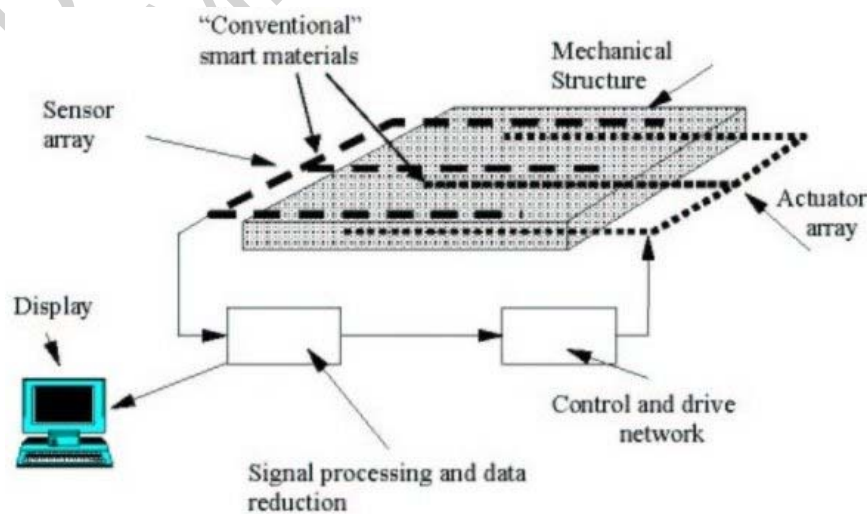 “Conventional”
smart materials
Mechanical
Structure
Sensor
array
Actuator
array
Display
Control and drive
network
Signal processing and data
reduction